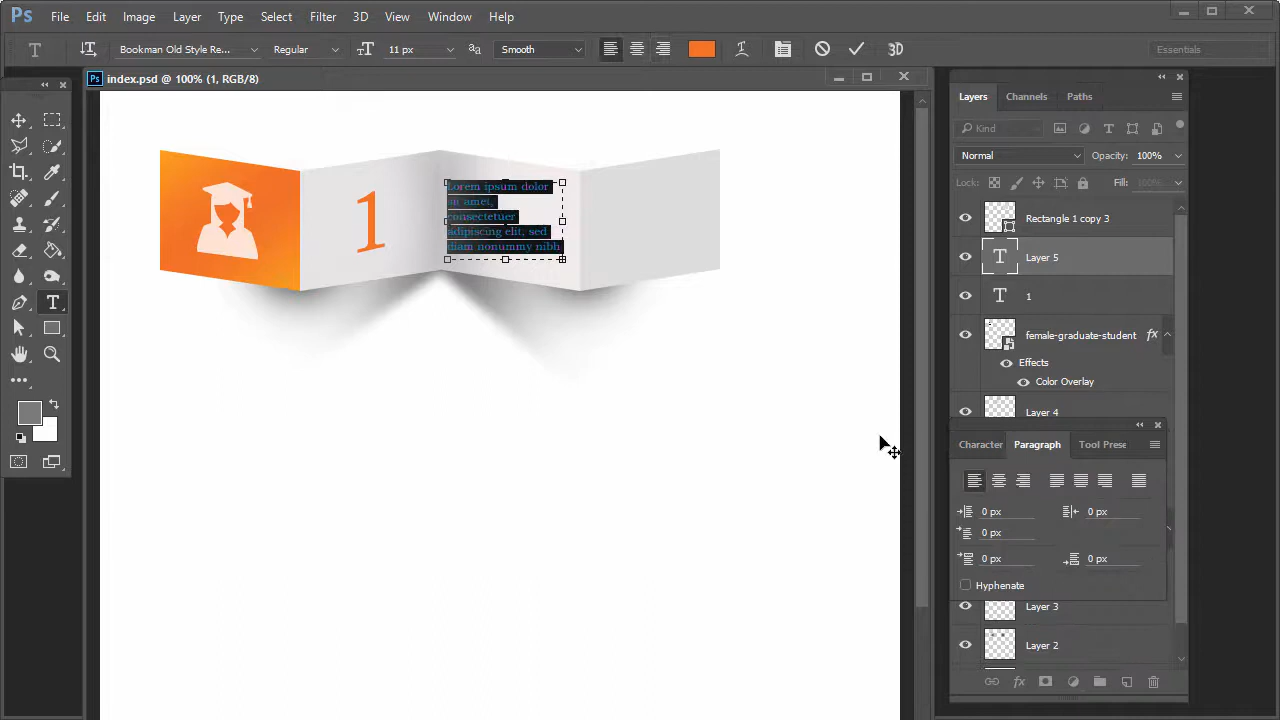 Ps File Edit Image Layer Type Select Filter 3D View Window Help
T Bookman Old Style Re... Regular 11 px Smooth 3D Essentials
Ps index.psd @ 100% (1, RGB/8)
Layers Channels Paths
Kind
Normal Opacity: 100%
Lock: Fill: 100%
Rectangle 1 copy 3
Layer 5
1
female-graduate-student fx
Effects
Color Overlay
Layer 4
1
Lorem ipsum dolor
sit amet,
consectetuer
adipiscing elit, sed
diam nonummy nibh
Character Paragraph Tool Prese
0 px 0 px
0 px
0 px 0 px
Hyphenate
Layer 3
Layer 2
fx